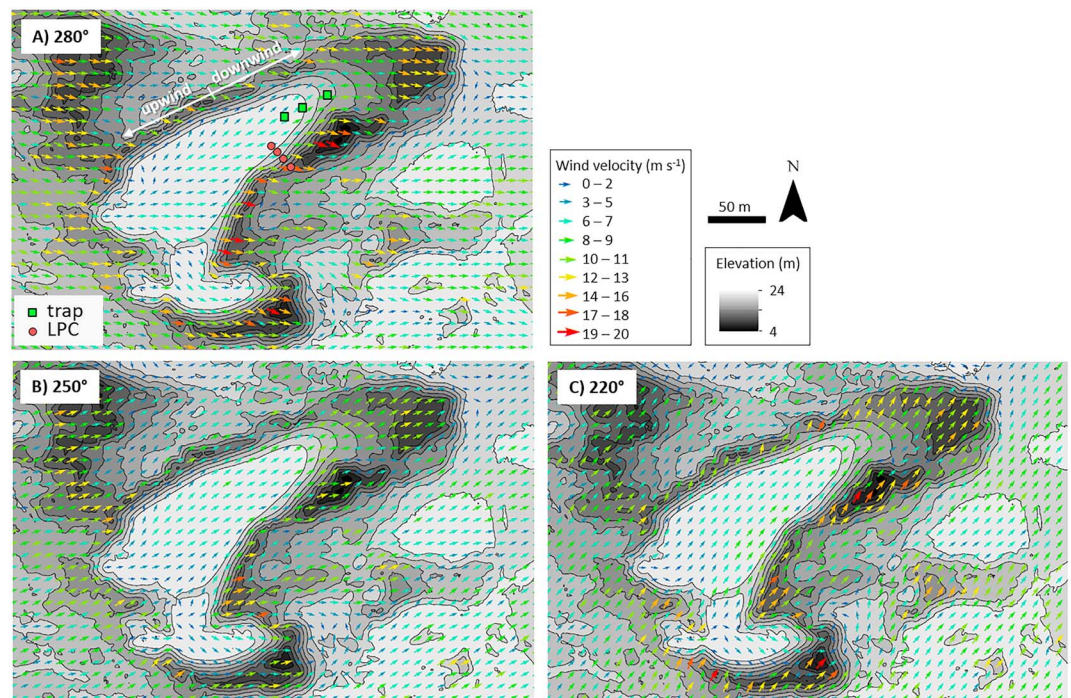 A) 280°
upwind
downwind
trap
LPC
Wind velocity (m s⁻¹)
0 – 2
3 – 5
6 – 7
8 – 9
10 – 11
12 – 13
14 – 16
17 – 18
19 – 20
N
50 m
Elevation (m)
24
4
B) 250°
C) 220°